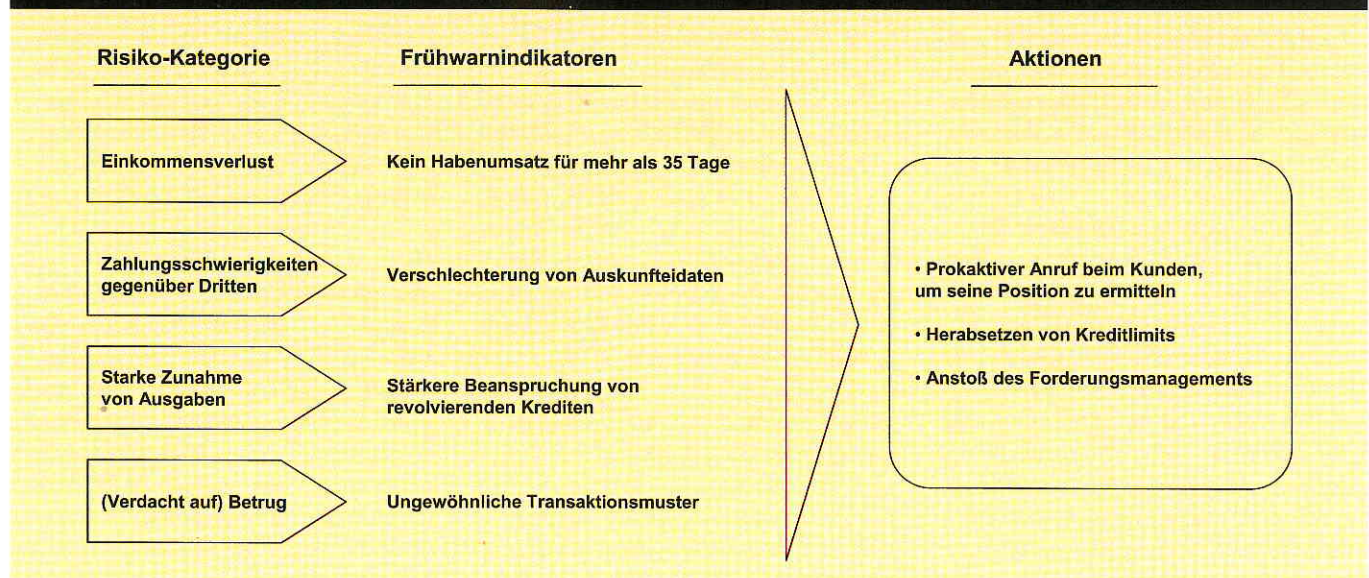 Risiko-Kategorie
Frühwarnindikatoren
Aktionen
Einkommensverlust
Kein Habenumsatz für mehr als 35 Tage
Zahlungsschwierigkeiten
gegenüber Dritten
Verschlechterung von Auskunfteidaten
Starke Zunahme
von Ausgaben
Stärkere Beanspruchung von
revolvierenden Krediten
(Verdacht auf) Betrug
Ungewöhnliche Transaktionsmuster
• Prokaktiver Anruf beim Kunden,
um seine Position zu ermitteln
• Herabsetzen von Kreditlimits
• Anstoß des Forderungsmanagements